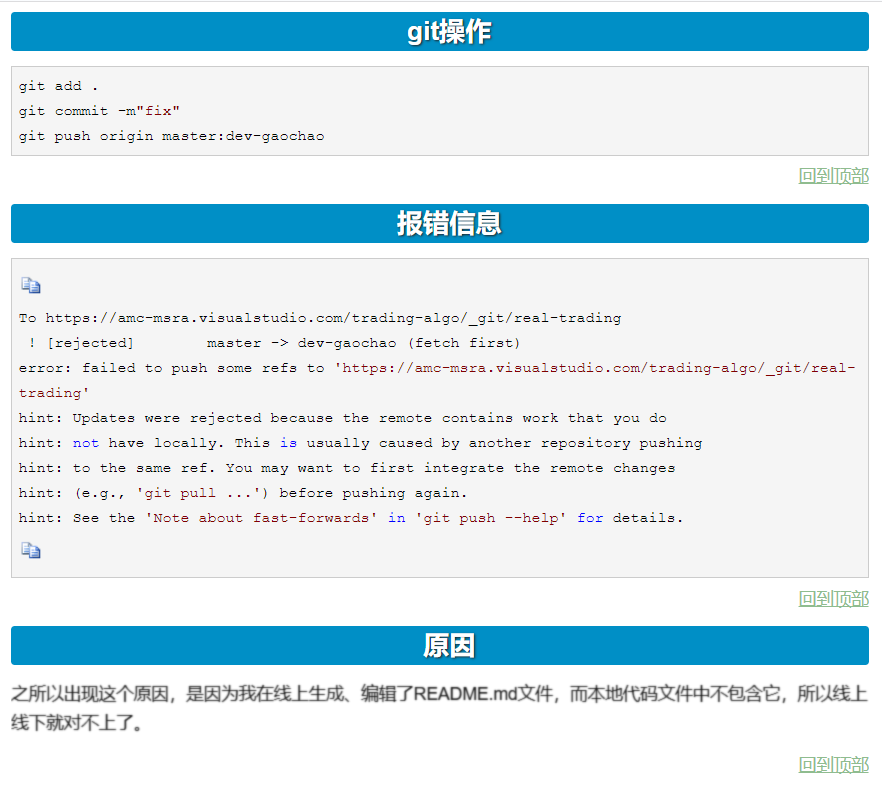 git操作
git add .
git commit -m"fix"
git push origin master:dev-gaochao
回到顶部
报错信息
To https://amc-msra.visualstudio.com/trading-algo/_git/real-trading
! [rejected]        master -> dev-gaochao (fetch first)
error: failed to push some refs to 'https://amc-msra.visualstudio.com/trading-algo/_git/real-
trading'
hint: Updates were rejected because the remote contains work that you do
hint: not have locally. This is usually caused by another repository pushing
hint: to the same ref. You may want to first integrate the remote changes
hint: (e.g., 'git pull ...') before pushing again.
hint: See the 'Note about fast-forwards' in 'git push --help' for details.
回到顶部
原因
之所以出现这个原因，是因为我在线上生成、编辑了README.md文件，而本地代码文件中不包含它，所以线上
线下就对不上了。
回到顶部